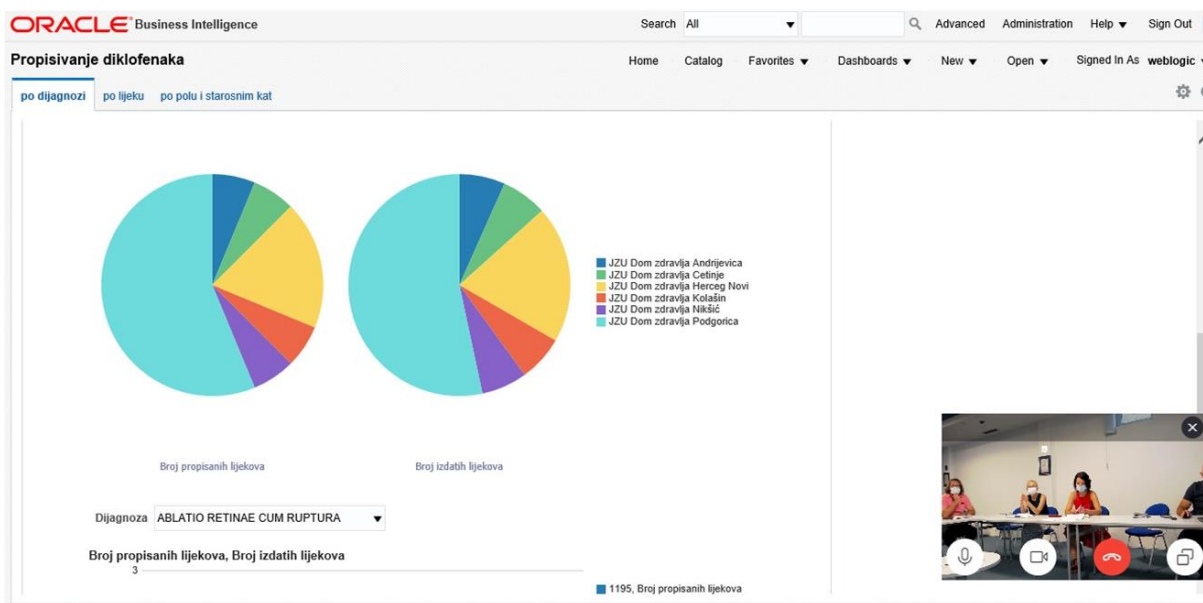 ORACLE Business Intelligence
Search All Advanced Administration Help Sign Out
Propisivanje diklofenaka
Home Catalog Favorites Dashboards New Open Signed In As weblogic
po dijagnozi po lijeku po polu i starosnim kat
JZU Dom zdravlja Andrijevica
JZU Dom zdravlja Cetinje
JZU Dom zdravlja Herceg Novi
JZU Dom zdravlja Kolašin
JZU Dom zdravlja Nikšić
JZU Dom zdravlja Podgorica
Broj propisanih lijekova Broj izdatih lijekova
Dijagnoza ABLATIO RETINAE CUM RUPTURA
Broj propisanih lijekova, Broj izdatih lijekova
3
1195, Broj propisanih lijekova